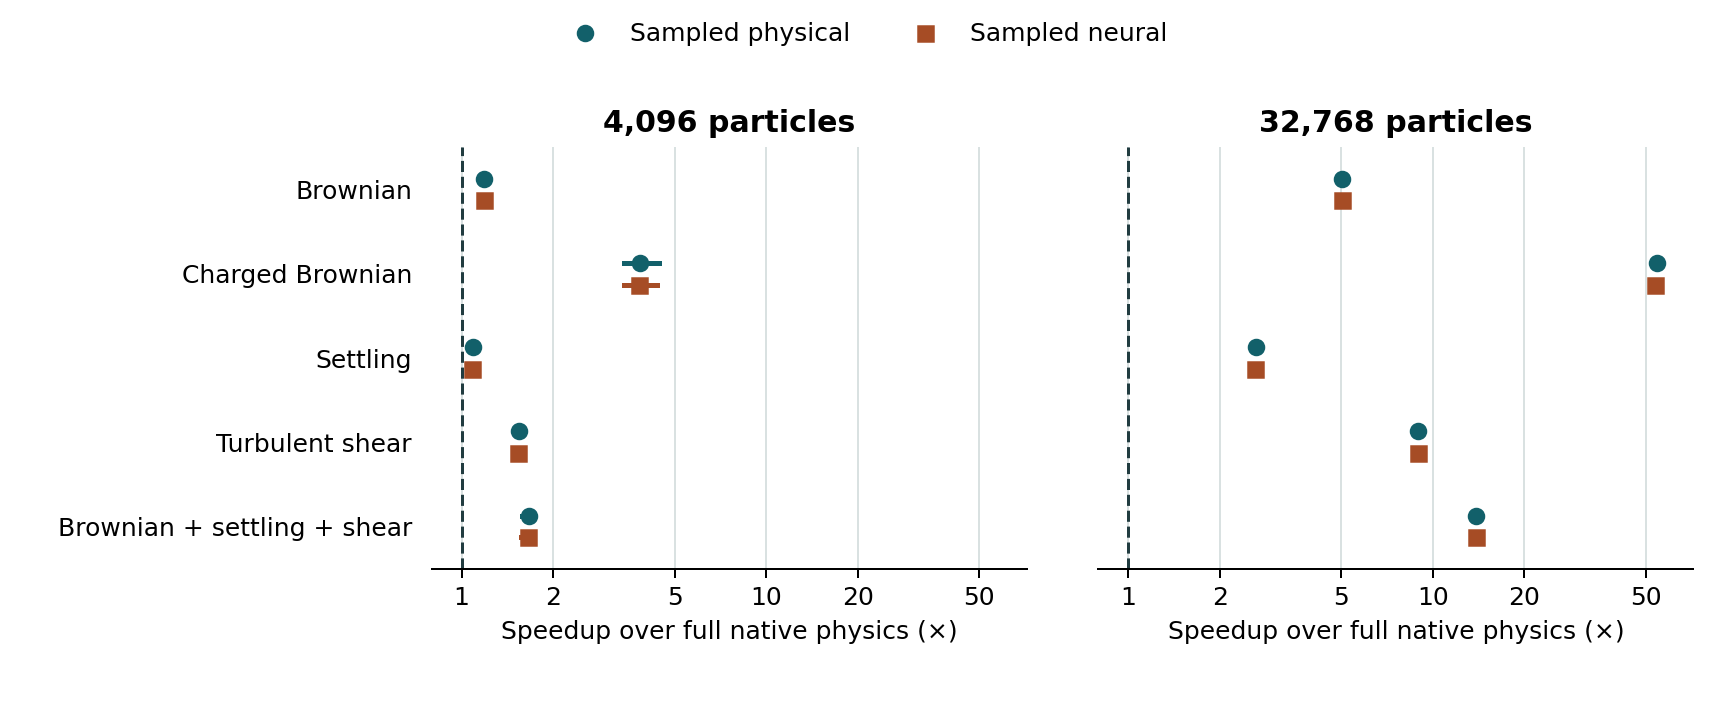 Sampled physical
Sampled neural
4,096 particles
32,768 particles
Brownian
Charged Brownian
Settling
Turbulent shear
Brownian + settling + shear
1 2 5 10 20 50
1 2 5 10 20 50
Speedup over full native physics (×)
Speedup over full native physics (×)